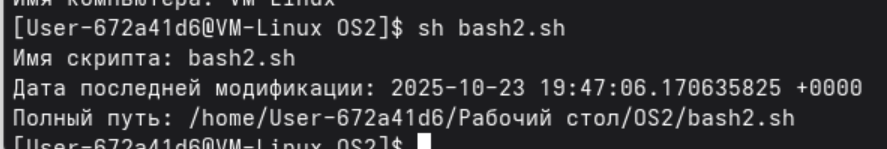 Имя компьютера: VM-Linux
[User-672a41d6@VM-Linux OS2]$ sh bash2.sh
Имя скрипта: bash2.sh
Дата последней модификации: 2025-10-23 19:47:06.170635825 +0000
Полный путь: /home/User-672a41d6/Рабочий стол/OS2/bash2.sh
[User-672a41d6@VM-Linux OS2]$